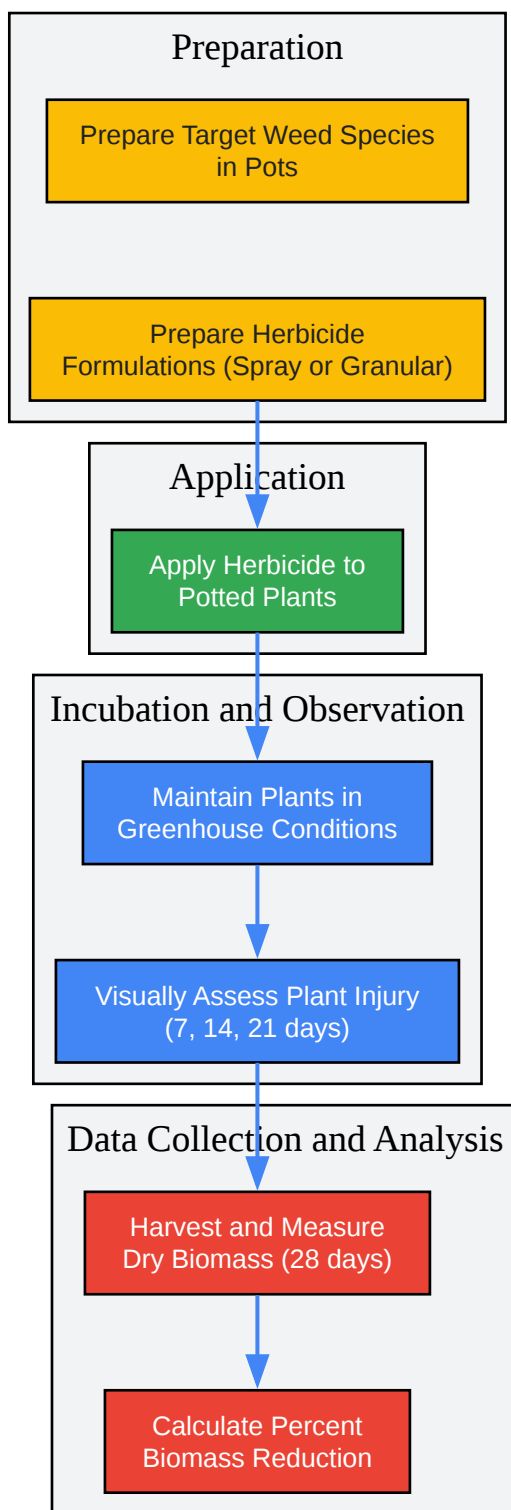 Preparation
Prepare Target Weed Species
in Pots
Prepare Herbicide
Formulations (Spray or Granular)
Application
Apply Herbicide to
Potted Plants
Incubation and Observation
Maintain Plants in
Greenhouse Conditions
Visually Assess Plant Injury
(7, 14, 21 days)
Data Collection and Analysis
Harvest and Measure
Dry Biomass (28 days)
Calculate Percent
Biomass Reduction